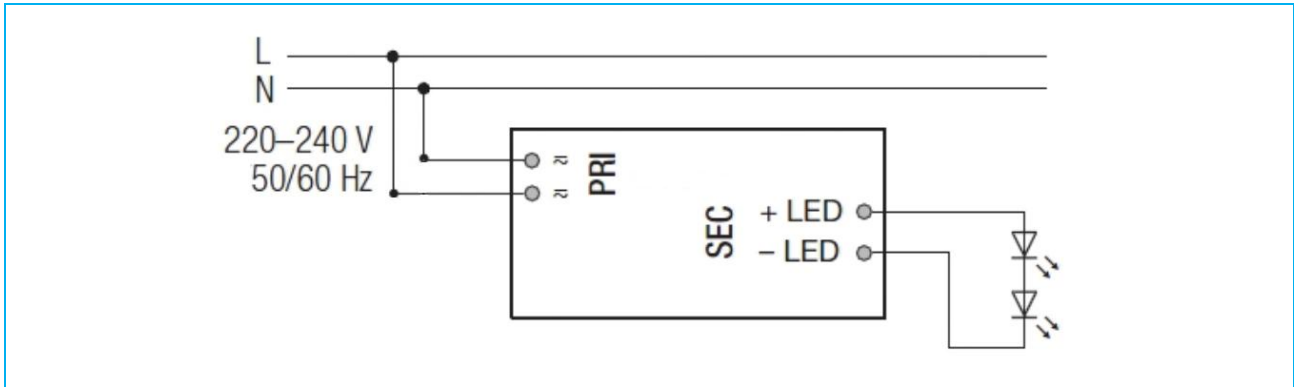 L
N
220–240 V
50/60 Hz
≂
≂
PRI
SEC
+ LED
– LED